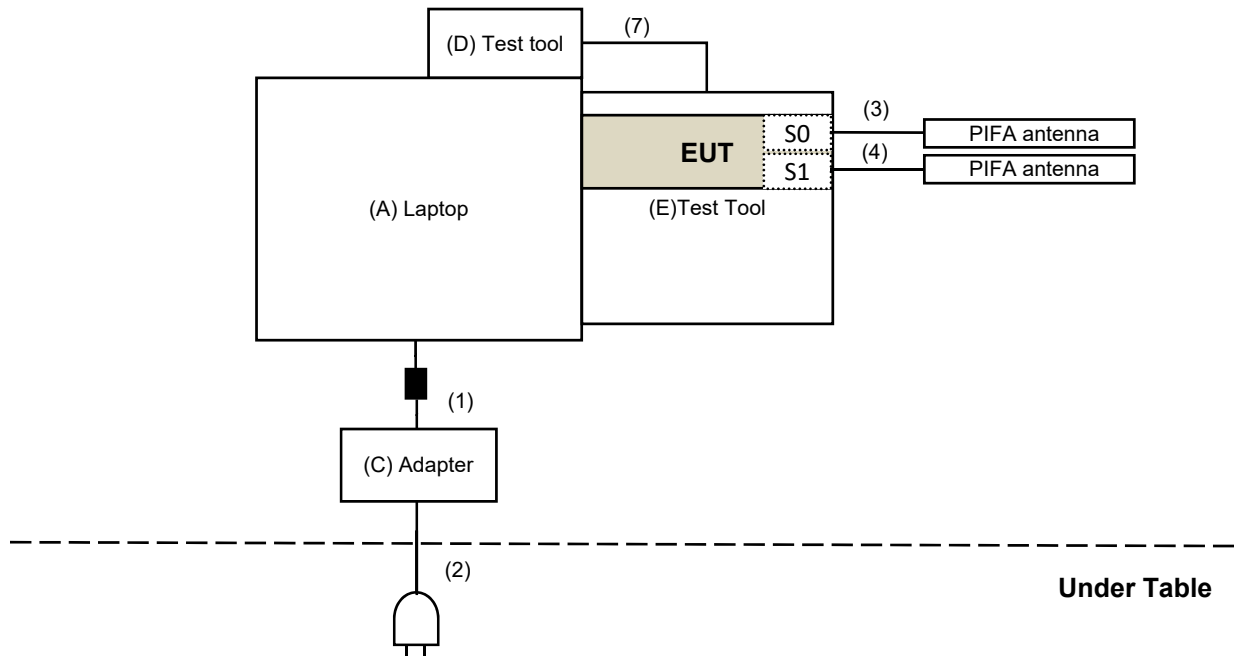 (D) Test tool
(7)
(3)
S0
PIFA antenna
EUT
(4)
S1
PIFA antenna
(A) Laptop
(E)Test Tool
(1)
(C) Adapter
(2)
Under Table